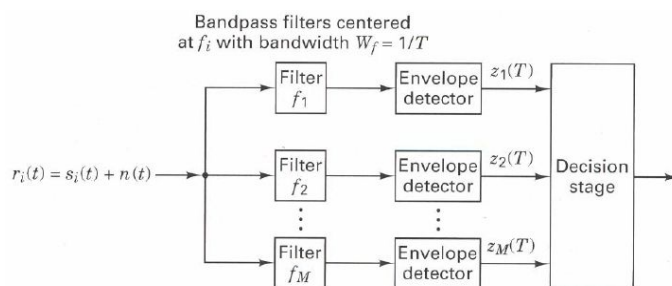 Bandpass filters centered
at f_i with bandwidth W_f = 1/T
Filter
f_1
Envelope
detector
z_1(T)
r_i(t) = s_i(t) + n(t)
Filter
f_2
Envelope
detector
z_2(T)
Decision
stage
Filter
f_M
Envelope
detector
z_M(T)